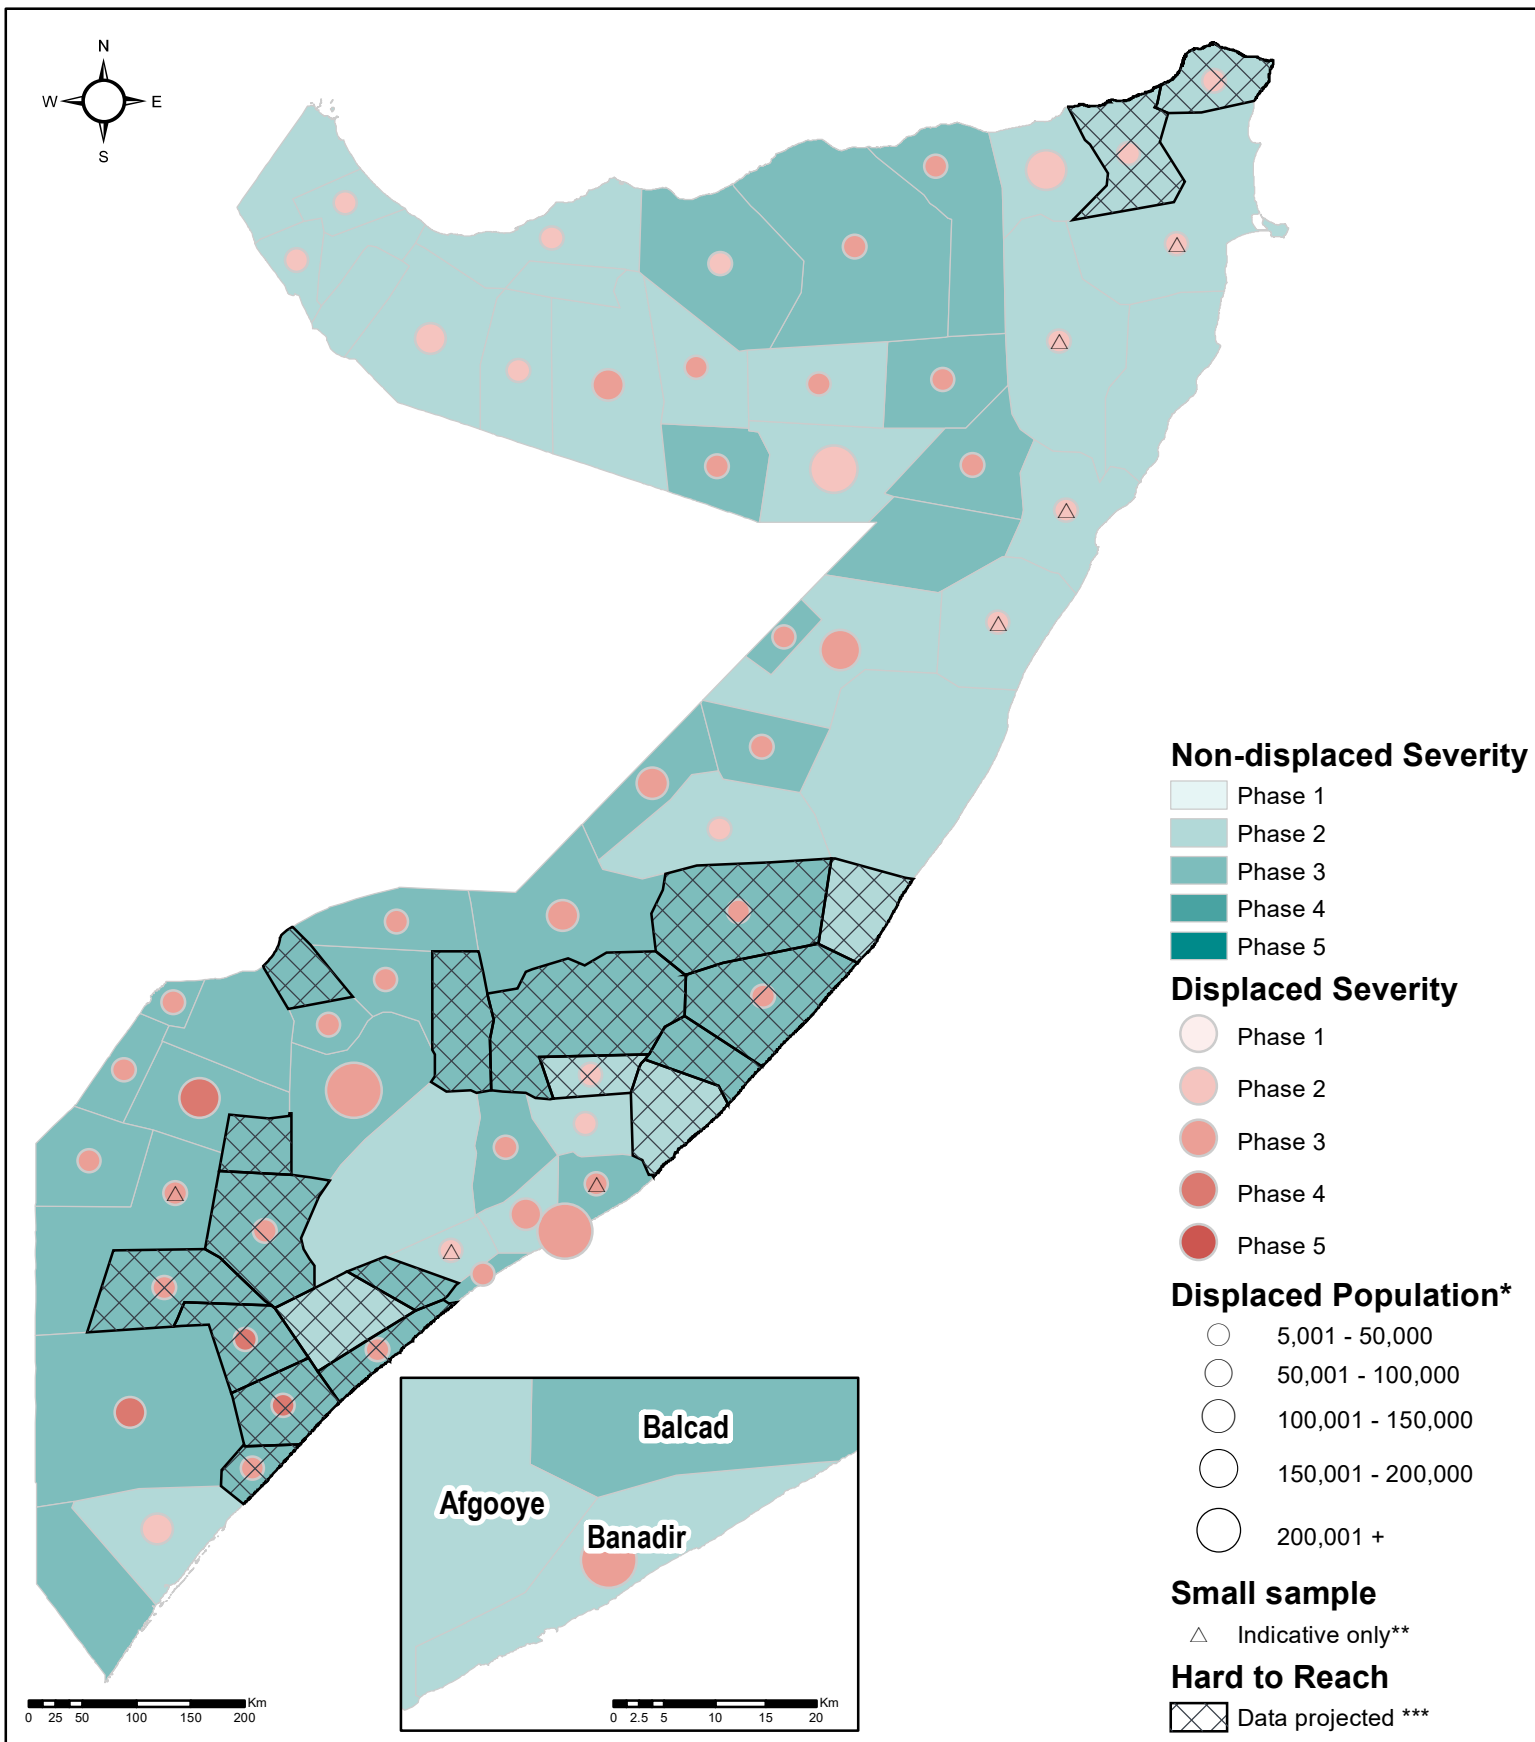 N
W E
S
Non-displaced Severity
Phase 1
Phase 2
Phase 3
Phase 4
Phase 5
Displaced Severity
Phase 1
Phase 2
Phase 3
Phase 4
Phase 5
Displaced Population*
5,001 - 50,000
50,001 - 100,000
100,001 - 150,000
150,001 - 200,000
200,001 +
Small sample
Indicative only**
Hard to Reach
Data projected ***
Balcad
Afgooye
Banadir
Km
0 25 50 100 150 200
Km
0 2.5 5 10 15 20